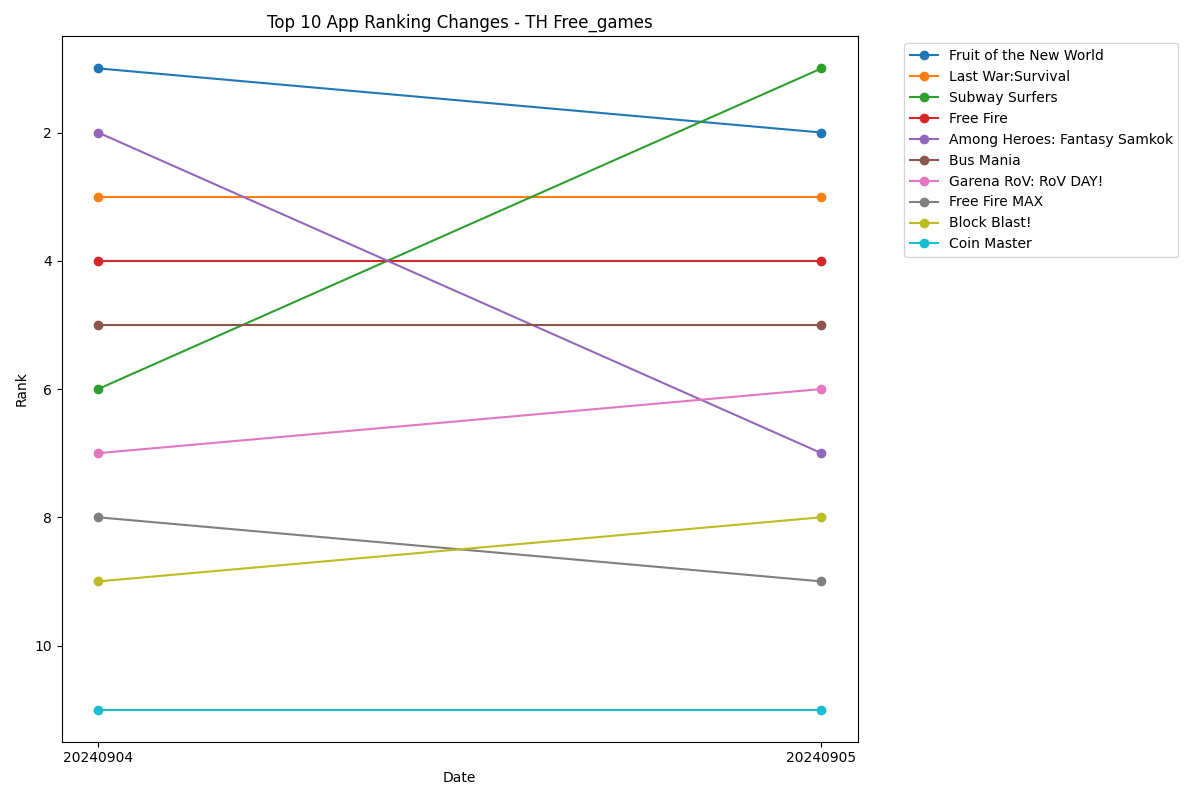 Top 10 App Ranking Changes - TH Free_games
Fruit of the New World
Last War:Survival
Subway Surfers
Free Fire
Among Heroes: Fantasy Samkok
Bus Mania
Garena RoV: RoV DAY!
Free Fire MAX
Block Blast!
Coin Master
Rank
2
4
6
8
10
20240904
20240905
Date